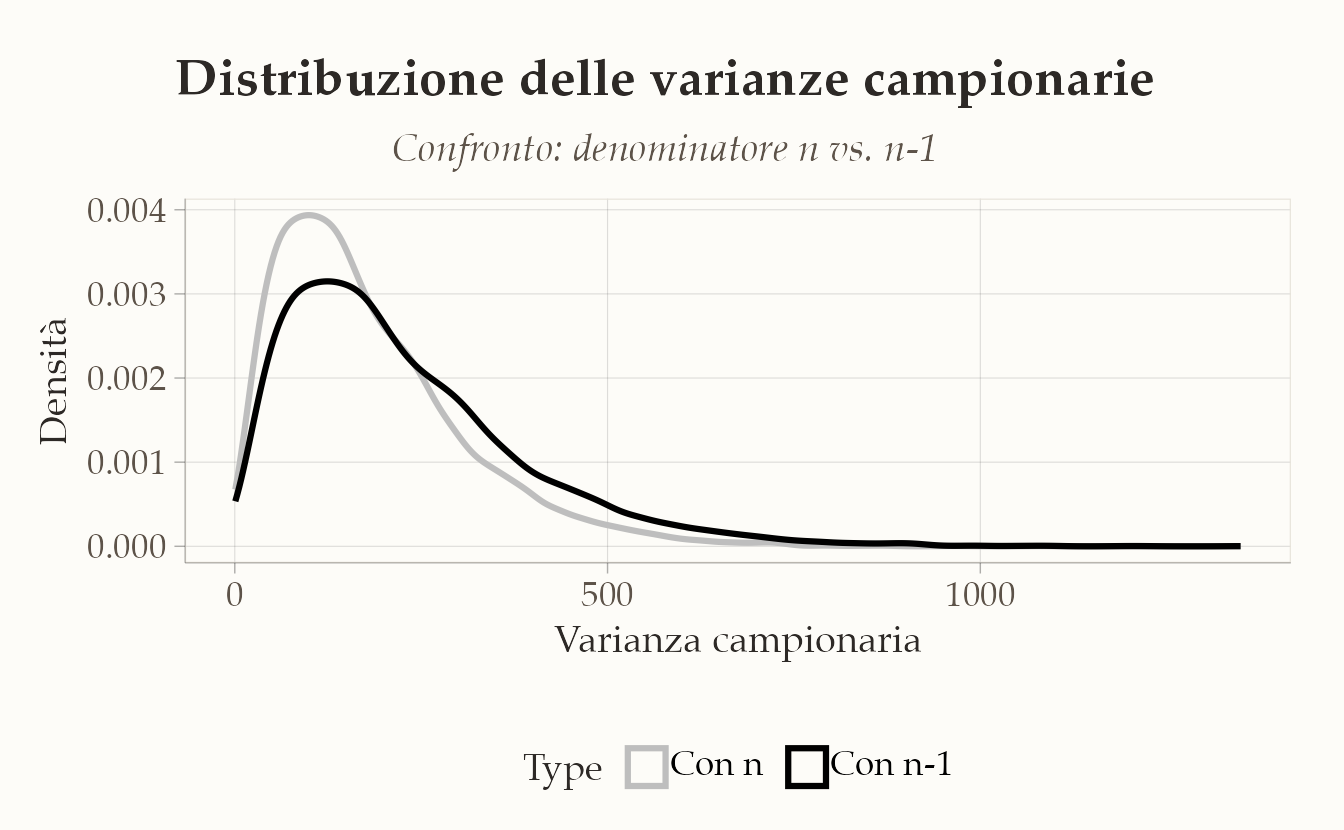 Distribuzione delle varianze campionarie
Confronto: denominatore n vs. n-1
0.004
0.003
0.002
0.001
0.000
Densità
0 500 1000
Varianza campionaria
Type Con n Con n-1